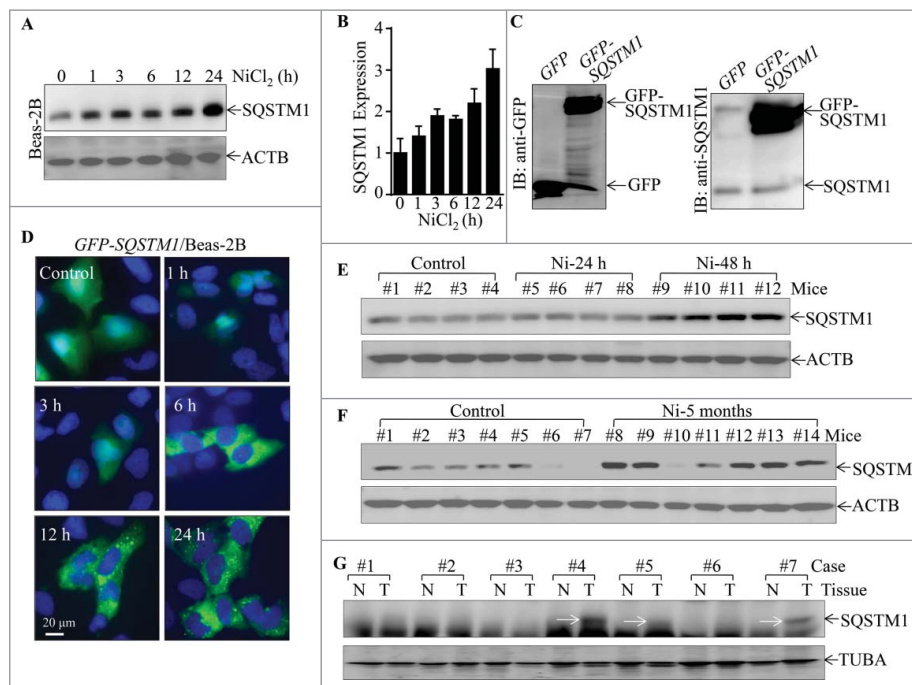 A
0 1 3 6 12 24 NiCl2 (h)
Beas-2B
SQSTM1
ACTB
B
SQSTM1 Expression
4
3
2
1
0
0 1 3 6 12 24
NiCl2 (h)
C
GFP
GFP-SQSTM1
IB: anti-GFP
GFP-
SQSTM1
GFP
GFP
GFP-SQSTM1
IB: anti-SQSTM1
GFP-
SQSTM1
SQSTM1
D
GFP-SQSTM1/Beas-2B
Control
1 h
3 h
6 h
12 h
24 h
20 μm
E
Control Ni-24 h Ni-48 h
#1 #2 #3 #4 #5 #6 #7 #8 #9 #10 #11 #12 Mice
SQSTM1
ACTB
F
Control Ni-5 months
#1 #2 #3 #4 #5 #6 #7 #8 #9 #10 #11 #12 #13 #14 Mice
SQSTM
ACTB
G
#1 #2 #3 #4 #5 #6 #7 Case
N T N T N T N T N T N T N T Tissue
SQSTM1
TUBA